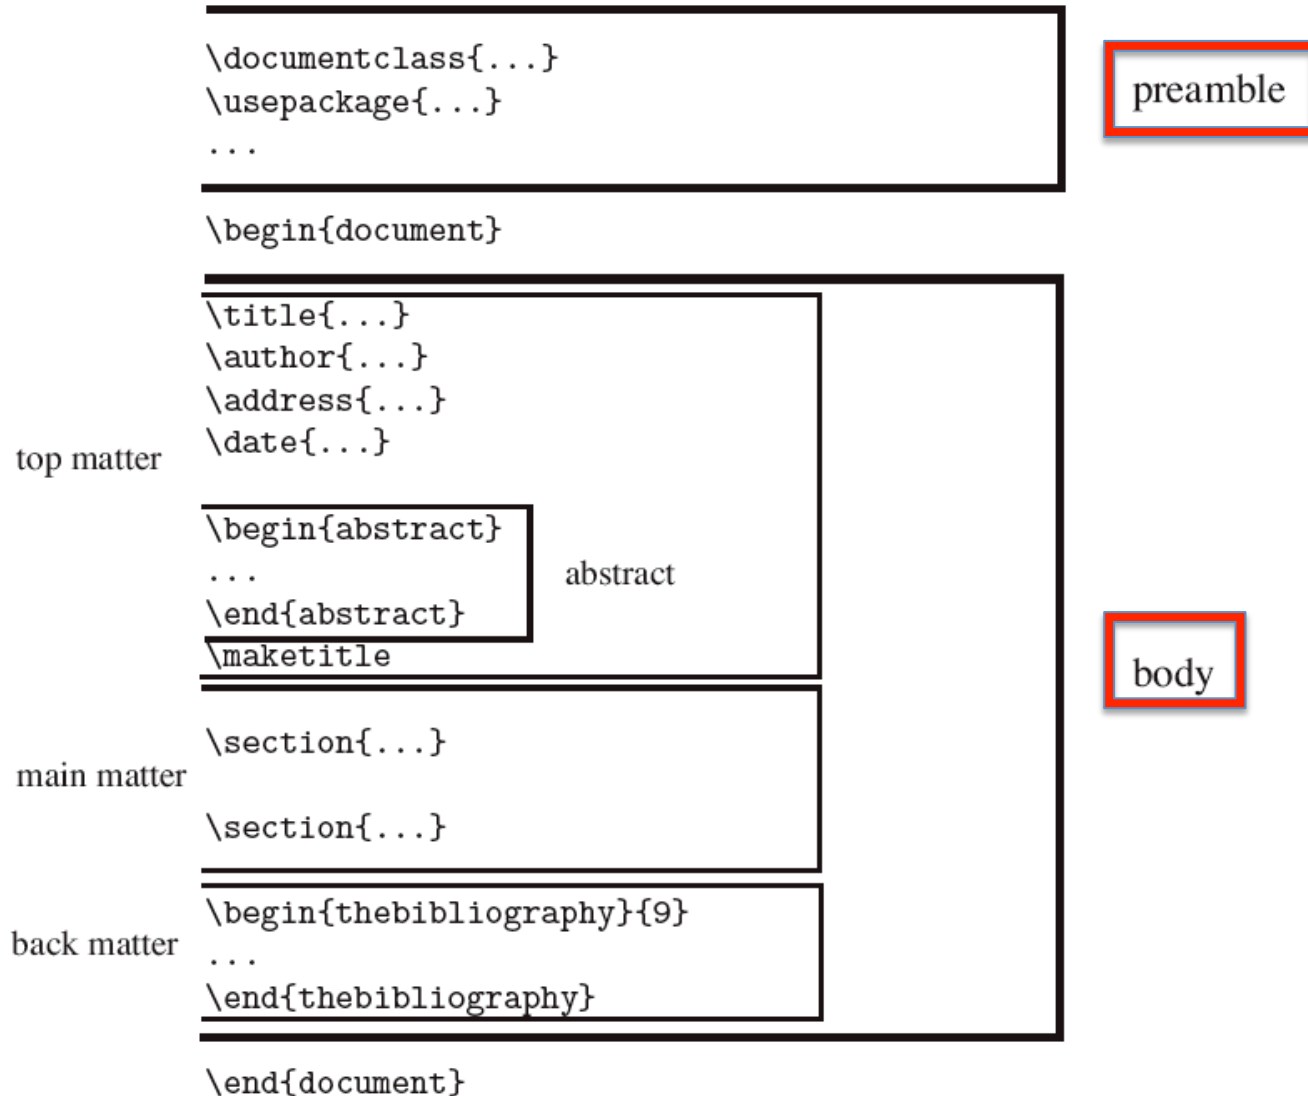 \documentclass{...}
\usepackage{...}
...
preamble
\begin{document}
\title{...}
\author{...}
\address{...}
\date{...}
top matter
\begin{abstract}
...
\end{abstract}
abstract
\maketitle
body
\section{...}
main matter
\section{...}
\begin{thebibliography}{9}
back matter
...
\end{thebibliography}
\end{document}